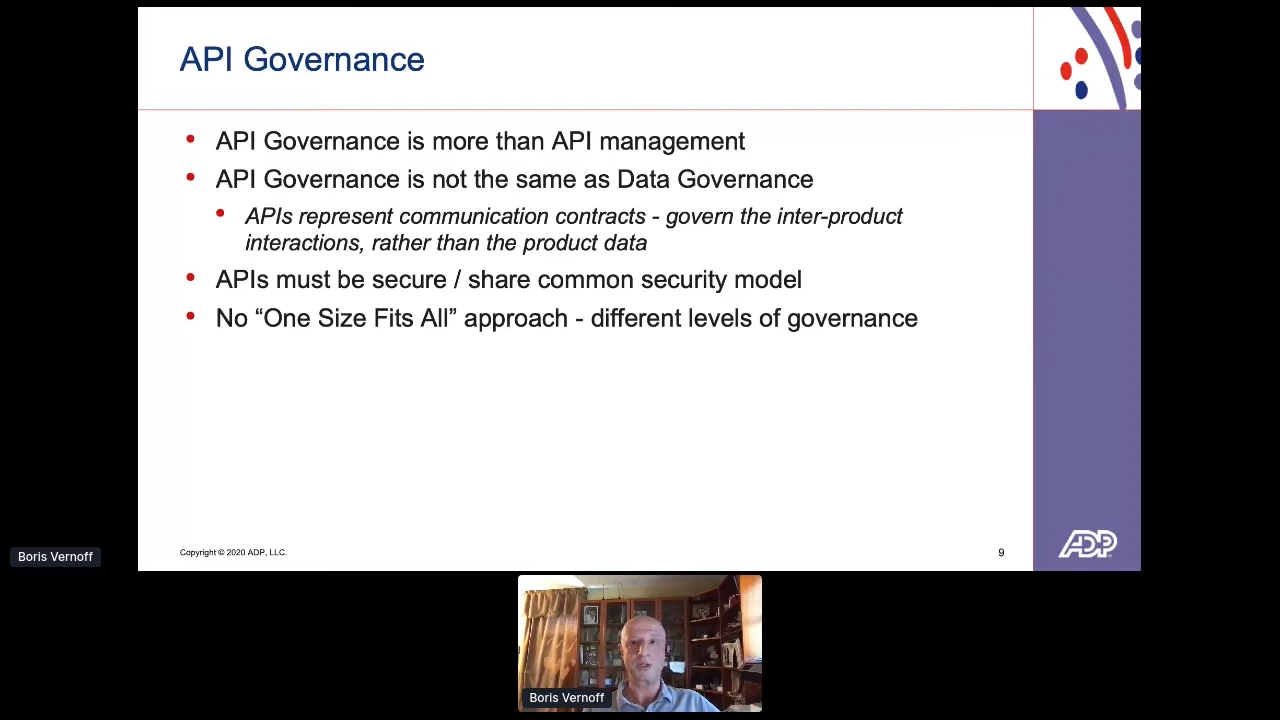 API Governance
• API Governance is more than API management
• API Governance is not the same as Data Governance
• APIs represent communication contracts - govern the inter-product
interactions, rather than the product data
• APIs must be secure / share common security model
• No “One Size Fits All” approach - different levels of governance
Copyright © 2020 ADP, LLC.
9
ADP
Boris Vernoff
Boris Vernoff